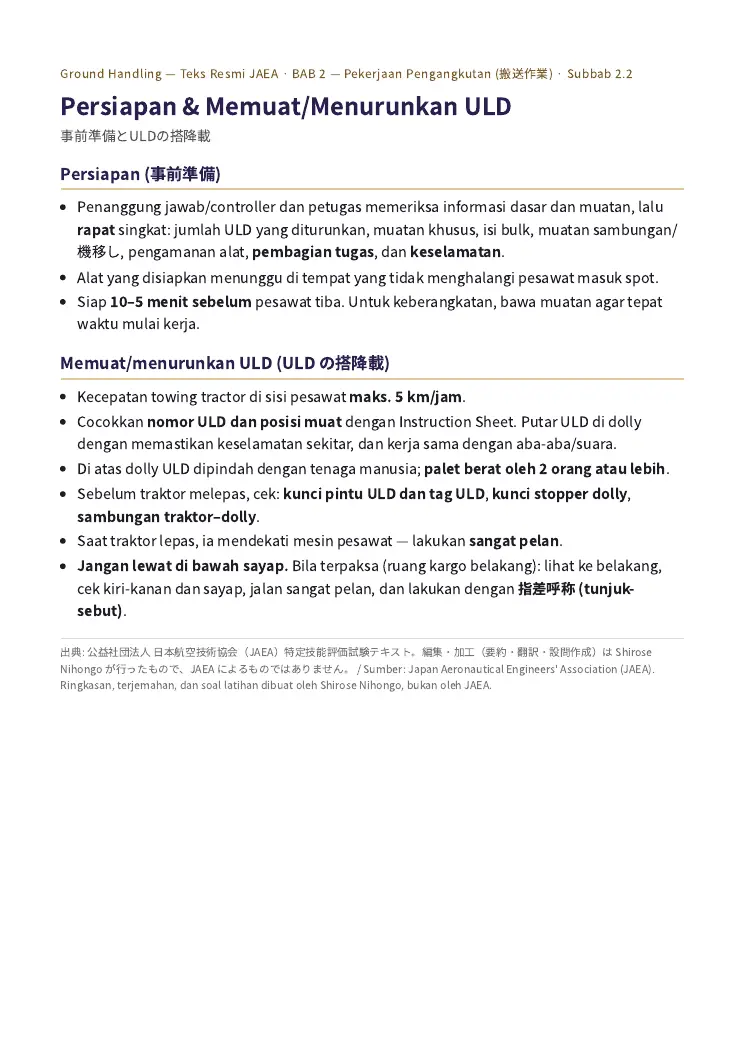 Ground Handling — Teks Resmi JAEA · BAB 2 — Pekerjaan Pengangkutan (搬送作業) · Subbab 2.2
Persiapan & Memuat/Menurunkan ULD
事前準備とULDの搭降載
Persiapan (事前準備)
• Penanggung jawab/controller dan petugas memeriksa informasi dasar dan muatan, lalu
rapat singkat: jumlah ULD yang diturunkan, muatan khusus, isi bulk, muatan sambungan/
機移し, pengamanan alat, pembagian tugas, dan keselamatan.
• Alat yang disiapkan menunggu di tempat yang tidak menghalangi pesawat masuk spot.
• Siap 10–5 menit sebelum pesawat tiba. Untuk keberangkatan, bawa muatan agar tepat
waktu mulai kerja.
Memuat/menurunkan ULD (ULD の搭降載)
• Kecepatan towing tractor di sisi pesawat maks. 5 km/jam.
• Cocokkan nomor ULD dan posisi muat dengan Instruction Sheet. Putar ULD di dolly
dengan memastikan keselamatan sekitar, dan kerja sama dengan aba-aba/suara.
• Di atas dolly ULD dipindah dengan tenaga manusia; palet berat oleh 2 orang atau lebih.
• Sebelum traktor melepas, cek: kunci pintu ULD dan tag ULD, kunci stopper dolly,
sambungan traktor–dolly.
• Saat traktor lepas, ia mendekati mesin pesawat — lakukan sangat pelan.
• Jangan lewat di bawah sayap. Bila terpaksa (ruang kargo belakang): lihat ke belakang,
cek kiri-kanan dan sayap, jalan sangat pelan, dan lakukan dengan 指差呼称 (tunjuk-
sebut).
出典: 公益社団法人 日本航空技術協会（JAEA）特定技能評価試験テキスト。編集・加工（要約・翻訳・設問作成）は Shirose
Nihongo が行ったもので、JAEA によるものではありません。 / Sumber: Japan Aeronautical Engineers' Association (JAEA).
Ringkasan, terjemahan, dan soal latihan dibuat oleh Shirose Nihongo, bukan oleh JAEA.